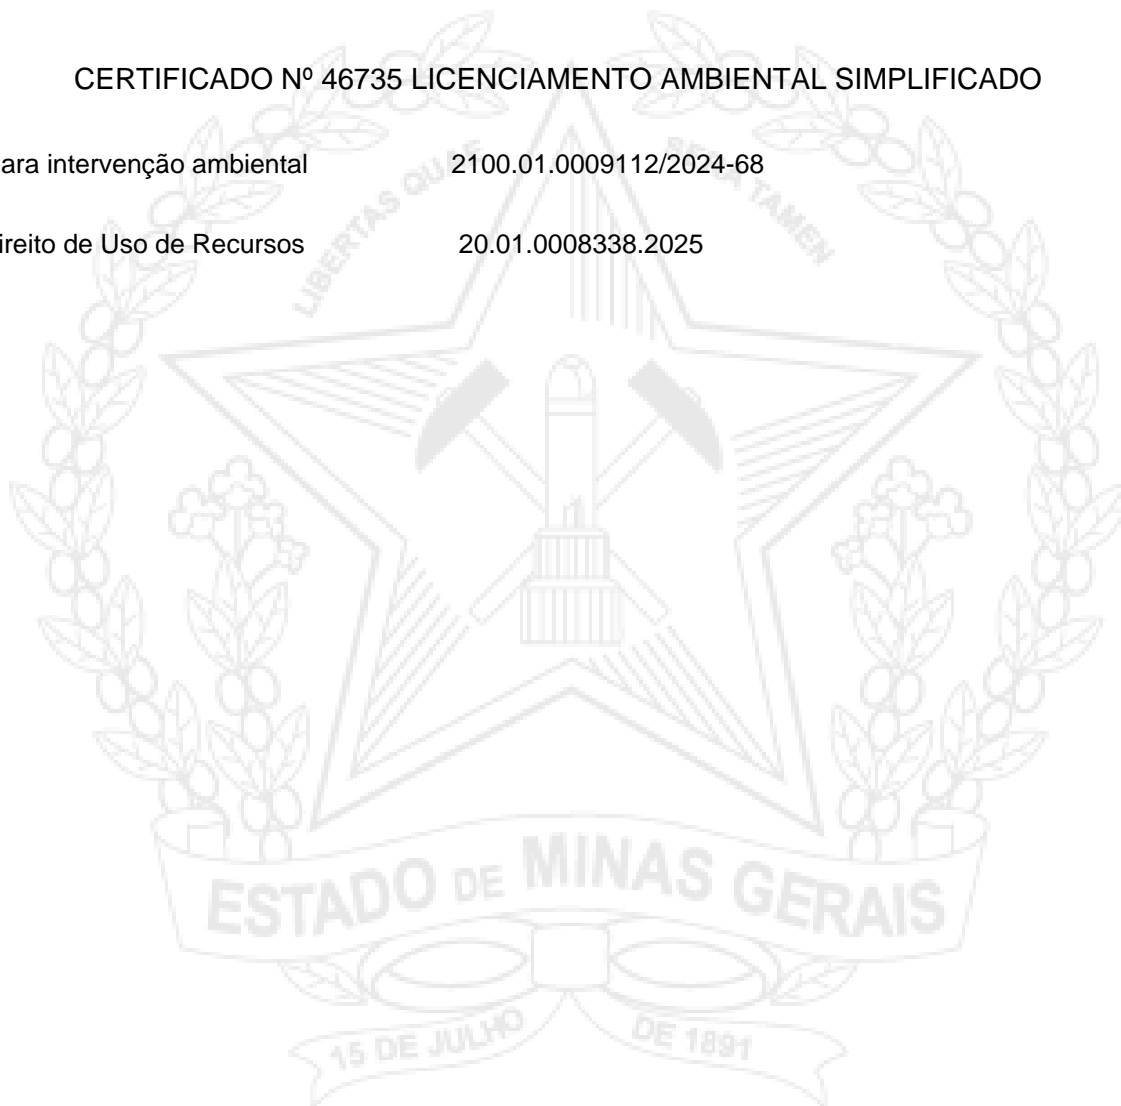 CERTIFICADO Nº 46735 LICENCIAMENTO AMBIENTAL SIMPLIFICADO
ara intervenção ambiental 2100.01.0009112/2024-68
ireito de Uso de Recursos 20.01.0008338.2025
LIBERTAS QUAE SERA TAMEN
ESTADO DE MINAS GERAIS
15 DE JULHO DE 1891